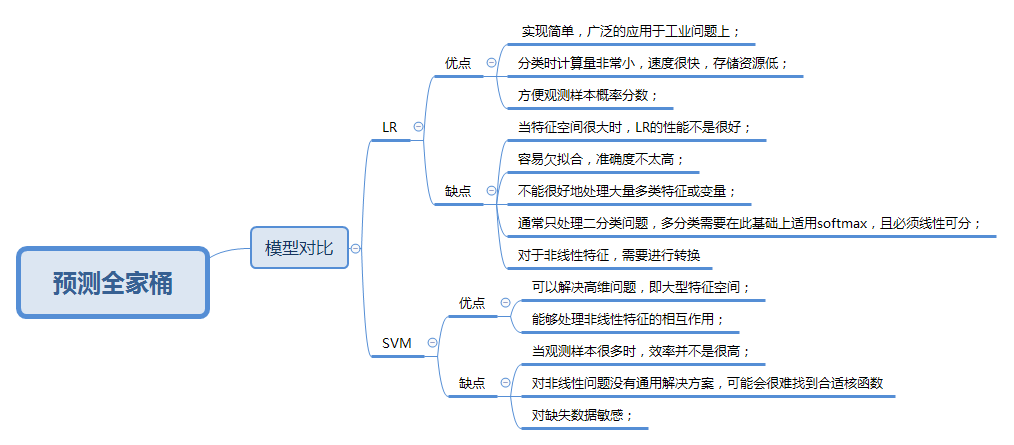 预测全家桶
模型对比
LR
优点
实现简单，广泛的应用于工业问题上；
分类时计算量非常小，速度很快，存储资源低；
方便观测样本概率分数；
缺点
当特征空间很大时，LR的性能不是很好；
容易欠拟合，准确度不太高；
不能很好地处理大量多类特征或变量；
通常只处理二分类问题，多分类需要在此基础上适用softmax，且必须线性可分；
对于非线性特征，需要进行转换
SVM
优点
可以解决高维问题，即大型特征空间；
能够处理非线性特征的相互作用；
缺点
当观测样本很多时，效率并不是很高；
对非线性问题没有通用解决方案，可能会很难找到合适核函数
对缺失数据敏感；